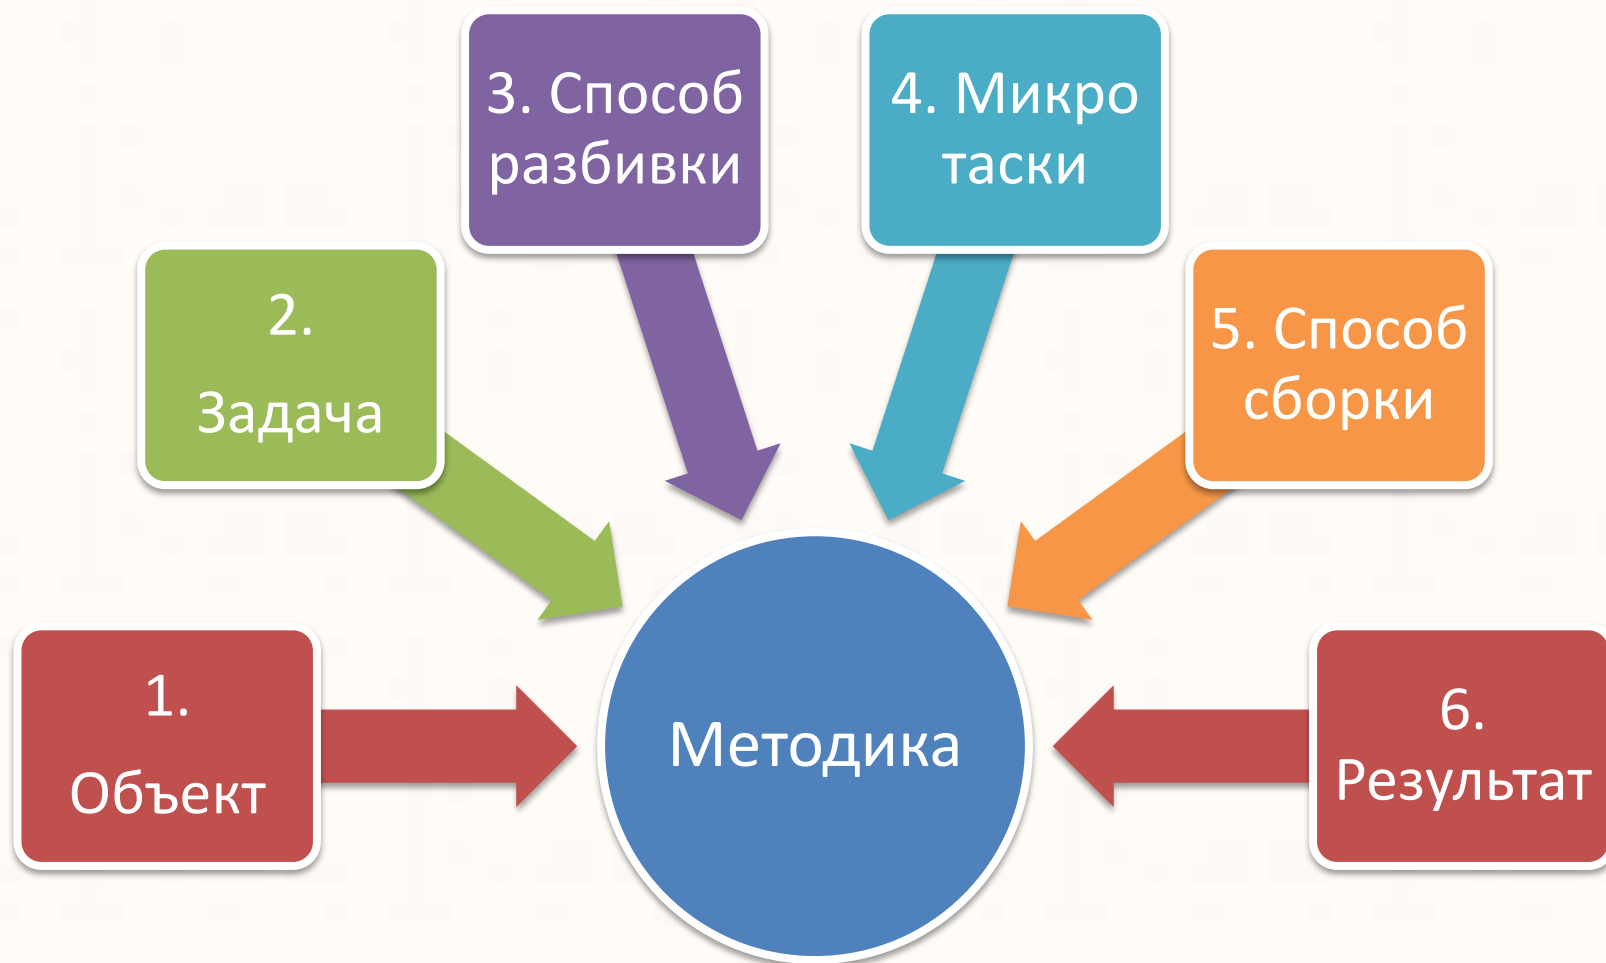 1.
Объект
2.
Задача
3. Способ
разбивки
4. Микро
таски
5. Способ
сборки
6.
Результат
Методика